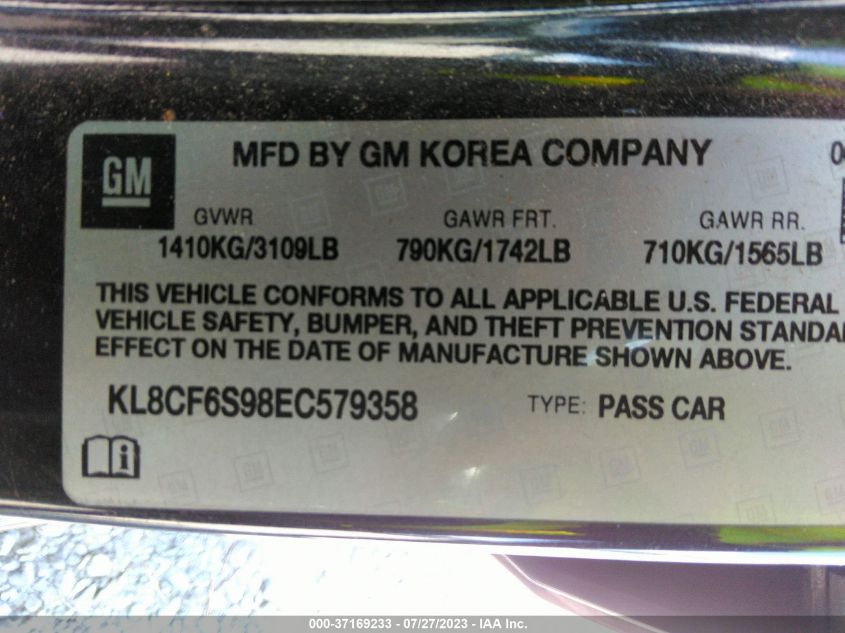 GM
MFD BY GM KOREA COMPANY
GVWR GAWR FRT. GAWR RR.
1410KG/3109LB 790KG/1742LB 710KG/1565LB
THIS VEHICLE CONFORMS TO ALL APPLICABLE U.S. FEDERAL
VEHICLE SAFETY, BUMPER, AND THEFT PREVENTION STANDA
EFFECT ON THE DATE OF MANUFACTURE SHOWN ABOVE.
KL8CF6S98EC579358 TYPE: PASS CAR
000-37169233 - 07/27/2023 - IAA Inc.